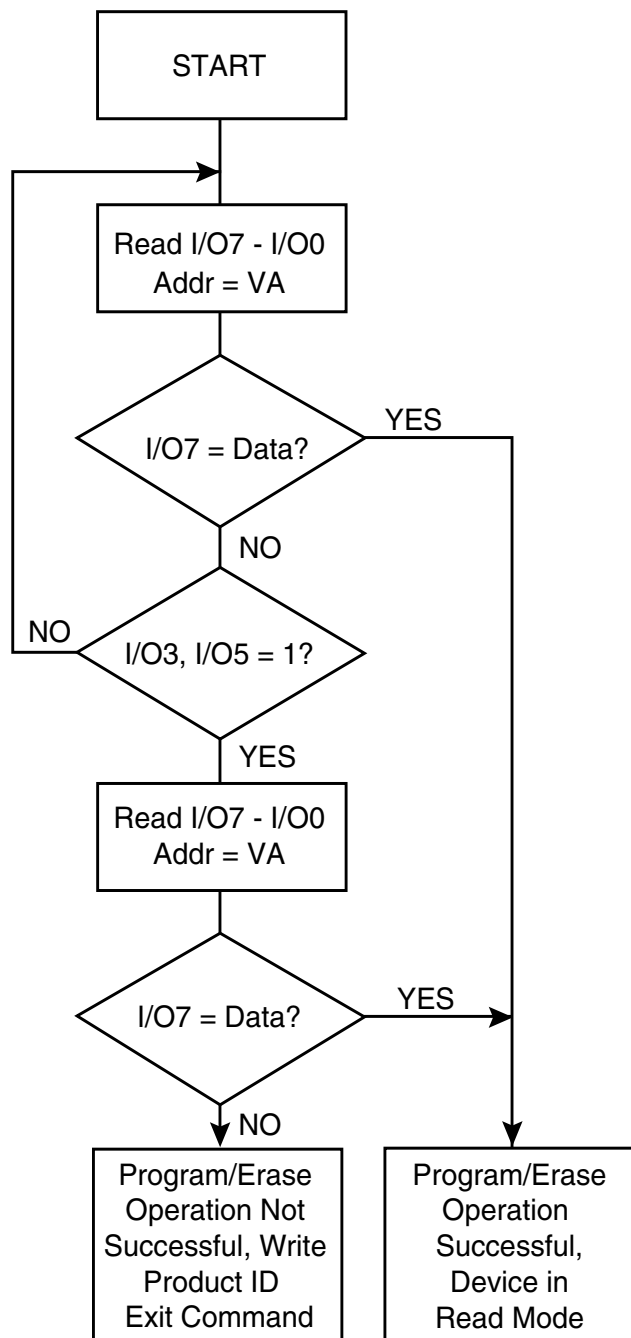 START
Read I/O7 - I/O0
Addr = VA
I/O7 = Data?
YES
NO
NO
I/O3, I/O5 = 1?
YES
Read I/O7 - I/O0
Addr = VA
I/O7 = Data?
YES
NO
Program/Erase
Operation Not
Successful, Write
Product ID
Exit Command
Program/Erase
Operation
Successful,
Device in
Read Mode